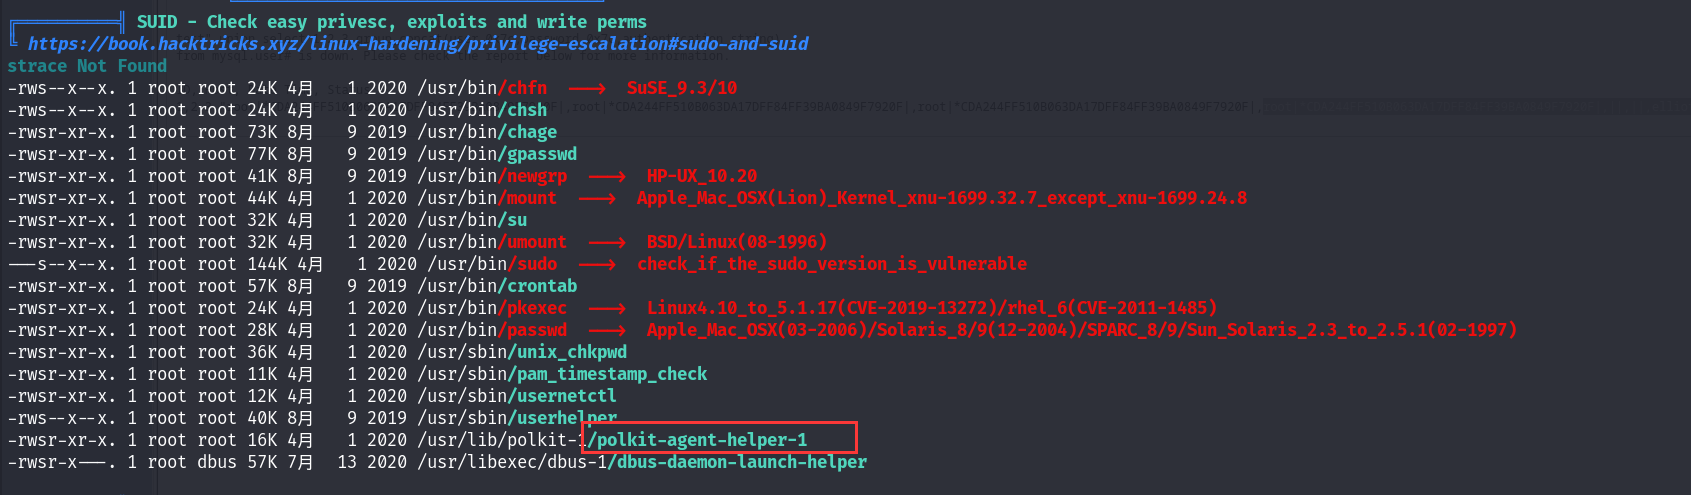 SUID - Check easy privesc, exploits and write perms
https://book.hacktricks.xyz/linux-hardening/privilege-escalation#sudo-and-suid
strace Not Found
-rws--x--x. 1 root root 24K 4月   1 2020 /usr/bin/chfn  --->  SuSE_9.3/10
-rws--x--x. 1 root root 24K 4月   1 2020 /usr/bin/chsh
-rwsr-xr-x. 1 root root 73K 8月   9 2019 /usr/bin/chage
-rwsr-xr-x. 1 root root 77K 8月   9 2019 /usr/bin/gpasswd
-rwsr-xr-x. 1 root root 41K 8月   9 2019 /usr/bin/newgrp  --->  HP-UX_10.20
-rwsr-xr-x. 1 root root 44K 4月   1 2020 /usr/bin/mount  --->  Apple_Mac_OSX(Lion)_Kernel_xnu-1699.32.7_except_xnu-1699.24.8
-rwsr-xr-x. 1 root root 32K 4月   1 2020 /usr/bin/su
-rwsr-xr-x. 1 root root 32K 4月   1 2020 /usr/bin/umount  --->  BSD/Linux(08-1996)
---s--x--x. 1 root root 144K 4月   1 2020 /usr/bin/sudo  --->  check_if_the_sudo_version_is_vulnerable
-rwsr-xr-x. 1 root root 57K 8月   9 2019 /usr/bin/crontab
-rwsr-xr-x. 1 root root 24K 4月   1 2020 /usr/bin/pkexec  --->  Linux4.10_to_5.1.17(CVE-2019-13272)/rhel_6(CVE-2011-1485)
-rwsr-xr-x. 1 root root 28K 4月   1 2020 /usr/bin/passwd  --->  Apple_Mac_OSX(03-2006)/Solaris_8/9(12-2004)/SPARC_8/9/Sun_Solaris_2.3_to_2.5.1(02-1997)
-rwsr-xr-x. 1 root root 36K 4月   1 2020 /usr/sbin/unix_chkpwd
-rwsr-xr-x. 1 root root 11K 4月   1 2020 /usr/sbin/pam_timestamp_check
-rwsr-xr-x. 1 root root 12K 4月   1 2020 /usr/sbin/usernetctl
-rws--x--x. 1 root root 40K 8月   9 2019 /usr/sbin/userhelper
-rwsr-xr-x. 1 root root 16K 4月   1 2020 /usr/lib/polkit-1/polkit-agent-helper-1
-rwsr-x---. 1 root dbus 57K 7月  13 2020 /usr/libexec/dbus-1/dbus-daemon-launch-helper